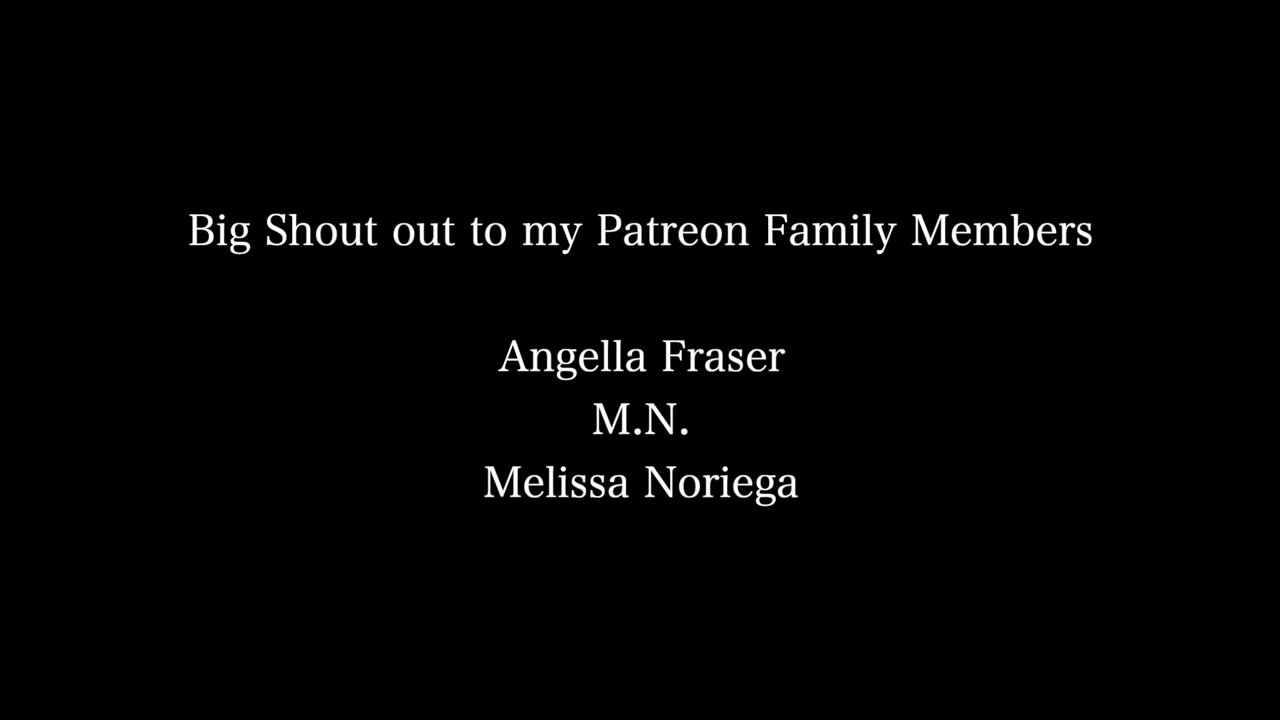 Big Shout out to my Patreon Family Members
Angella Fraser
M.N.
Melissa Noriega